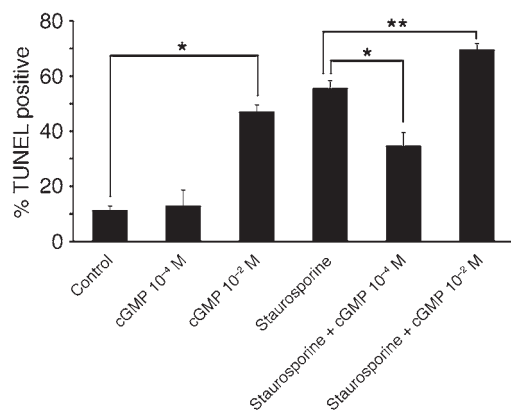 % TUNEL positive
80
60
40
20
0
*
**
*
Control
cGMP 10⁻⁴ M
cGMP 10⁻² M
Staurosporine
Staurosporine + cGMP 10⁻⁴ M
Staurosporine + cGMP 10⁻² M